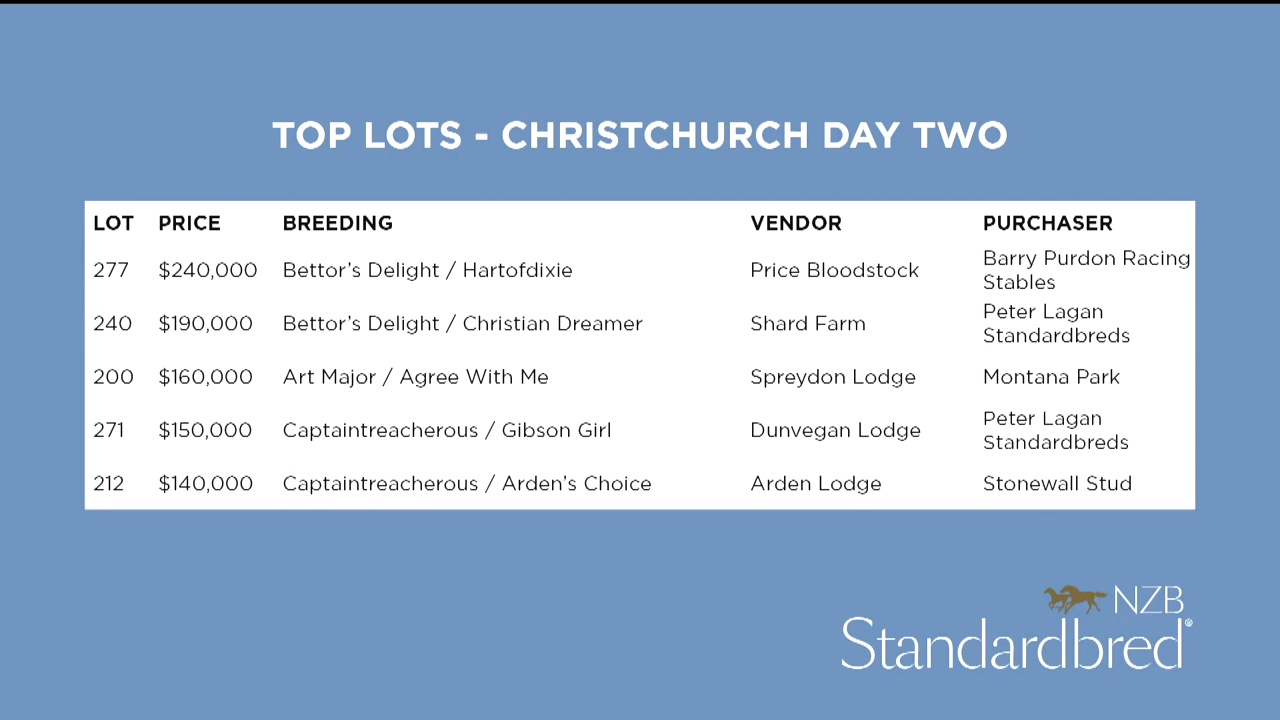 TOP LOTS - CHRISTCHURCH DAY TWO
LOT PRICE BREEDING VENDOR PURCHASER
277 $240,000 Bettor's Delight / Hartofdixie Price Bloodstock Barry Purdon Racing
Stables
240 $190,000 Bettor's Delight / Christian Dreamer Shard Farm Peter Lagan
Standardbreds
200 $160,000 Art Major / Agree With Me Spreydon Lodge Montana Park
271 $150,000 Captaintreacherous / Gibson Girl Dunvegan Lodge Peter Lagan
Standardbreds
212 $140,000 Captaintreacherous / Arden's Choice Arden Lodge Stonewall Stud
NZB
Standardbred®